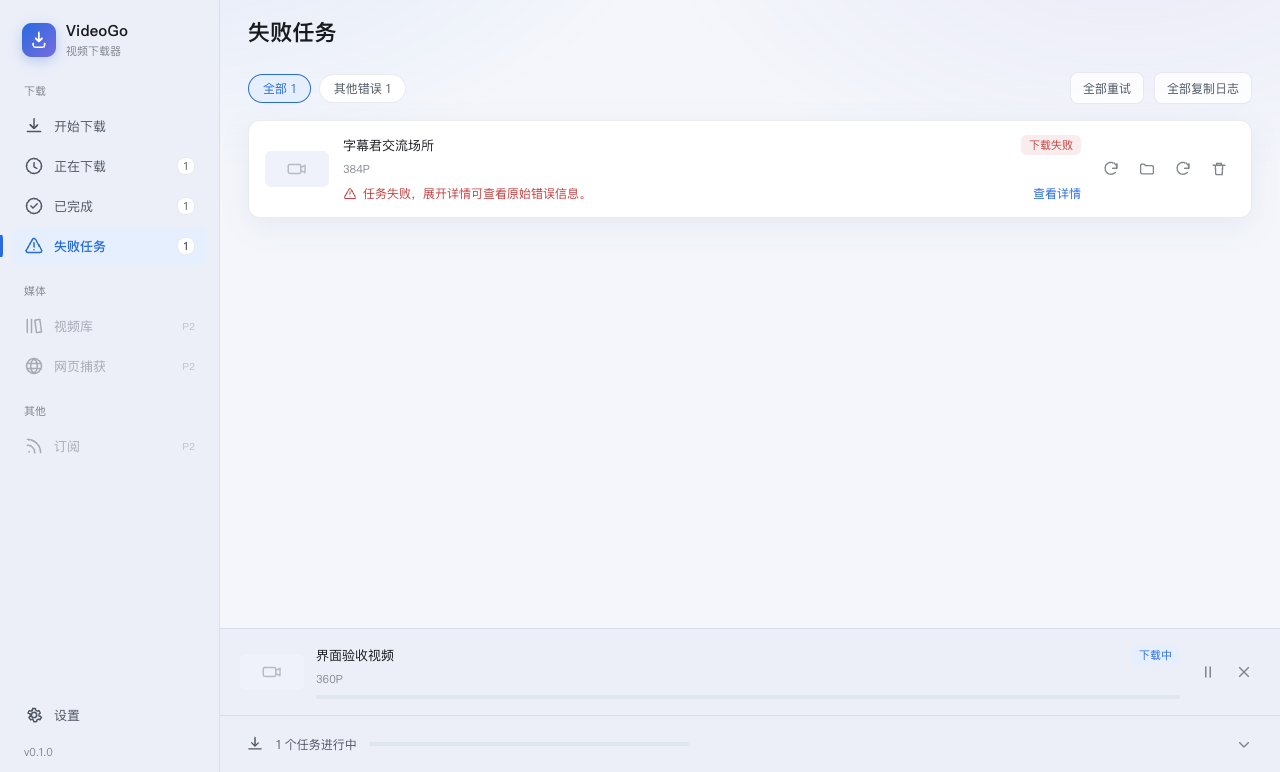 VideoGo
视频下载器
下载
开始下载
正在下载 1
已完成 1
失败任务 1
媒体
视频库 P2
网页捕获 P2
其他
订阅 P2
设置
v0.1.0
失败任务
全部 1 其他错误 1 全部重试 全部复制日志
字幕君交流场所 下载失败
384P
任务失败，展开详情可查看原始错误信息。 查看详情
界面验收视频 下载中
360P
1 个任务进行中